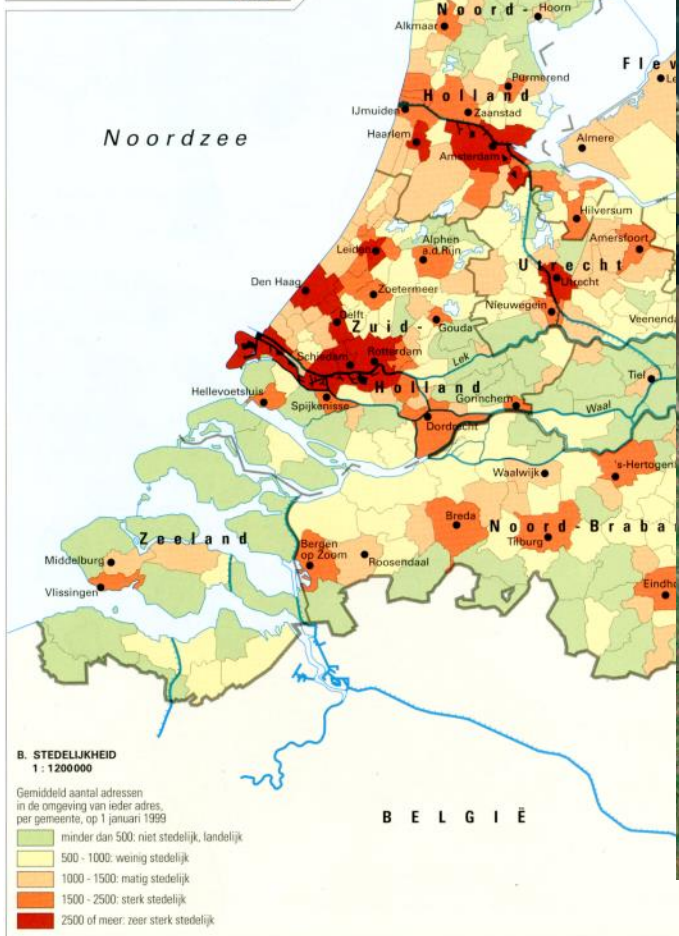 Noord-
Hoorn
Alkmaar
Flev
Le
Purmerend
Holland
IJmuiden
Zaanstad
Noordzee
Haarlem
Almere
Amsterdam
Hilversum
Leiden
Alphen
a.d.Rijn
Amersfoort
Utrecht
Den Haag
Zoetermeer
Utrecht
Delft
Nieuwegein
Zuid-
Gouda
Veenenda
Schiedam
Rotterdam
Lek
Tiel
Hellevoetsluis
Holland
Spijkenisse
Gorinchem
Waal
Dordrecht
Waalwijk
's-Hertogenb
Breda
Noord-Braban
Zeeland
Tilburg
Bergen
op Zoom
Middelburg
Roosendaal
Vlissingen
Eindho
B. STEDELIJKHEID
1 : 1200000
Gemiddeld aantal adressen
in de omgeving van ieder adres,
per gemeente, op 1 januari 1999
BELGIË
minder dan 500: niet stedelijk, landelijk
500 - 1000: weinig stedelijk
1000 - 1500: matig stedelijk
1500 - 2500: sterk stedelijk
2500 of meer: zeer sterk stedelijk